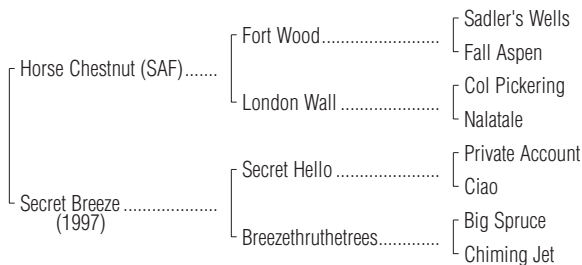 Sadler's Wells
Fort Wood
Fall Aspen
Horse Chestnut (SAF)
Col Pickering
London Wall
Nalatale
Private Account
Secret Hello
Ciao
Secret Breeze
(1997)
Big Spruce
Breezethruthetrees
Chiming Jet